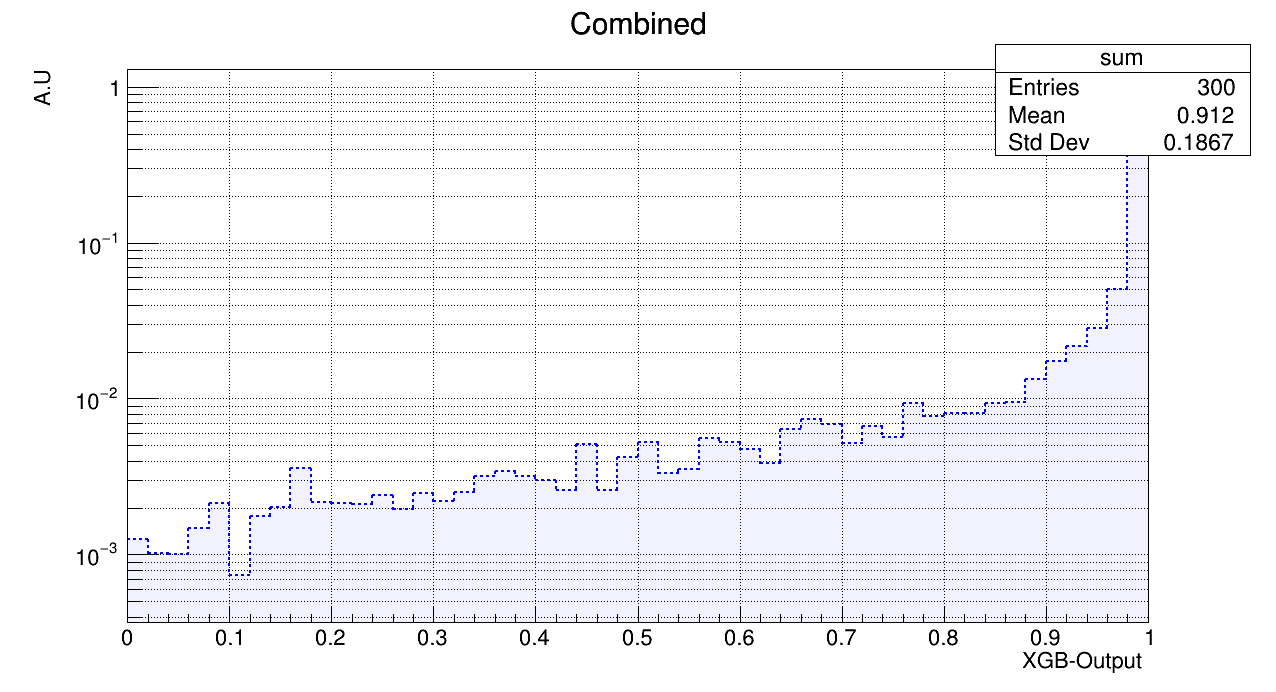 Combined
sum
Entries 300
Mean 0.912
Std Dev 0.1867
A.U
1
10⁻¹
10⁻²
10⁻³
0 0.1 0.2 0.3 0.4 0.5 0.6 0.7 0.8 0.9 1
XGB-Output